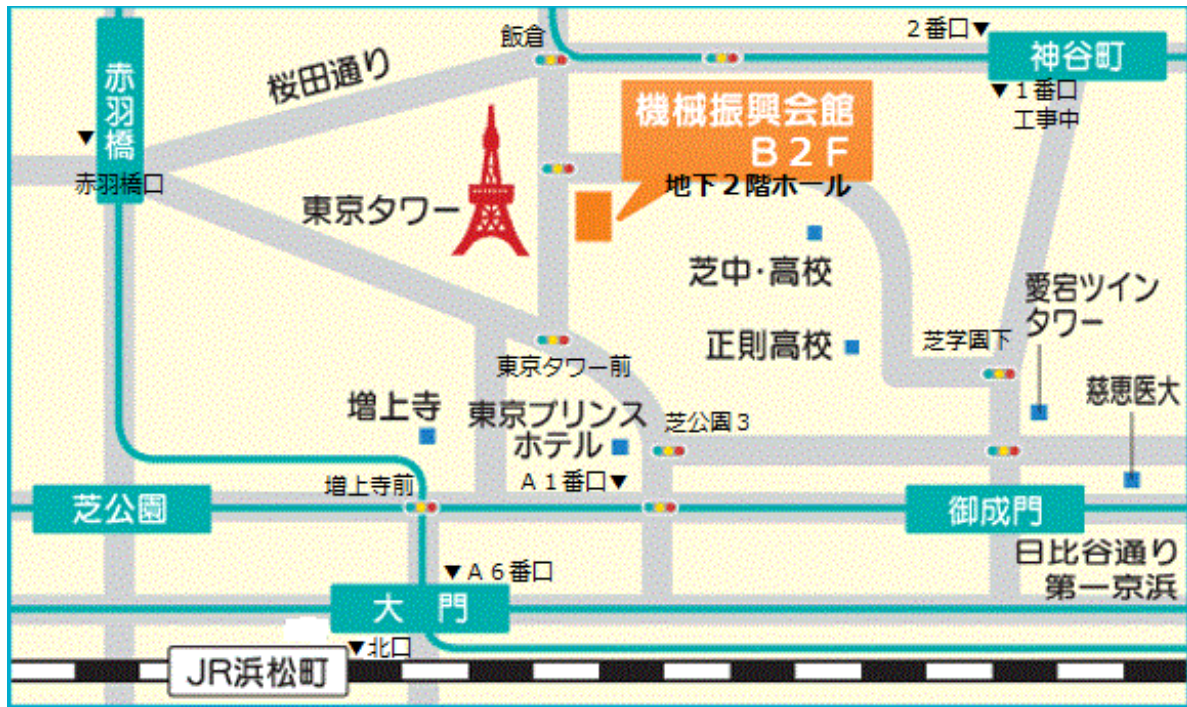 ２番口▼
飯倉
神谷町
桜田通り
赤羽橋
機械振興会館
Ｂ２Ｆ
▼１番口
工事中
▼
赤羽橋口
地下２階ホール
東京タワー
芝中・高校
愛宕ツイン
タワー
正則高校
芝学園下
東京タワー前
慈恵医大
増上寺
東京プリンス
ホテル
芝公園３
増上寺前
Ａ１番口▼
芝公園
御成門
日比谷通り
▼Ａ６番口
第一京浜
大門
▼北口
JR浜松町